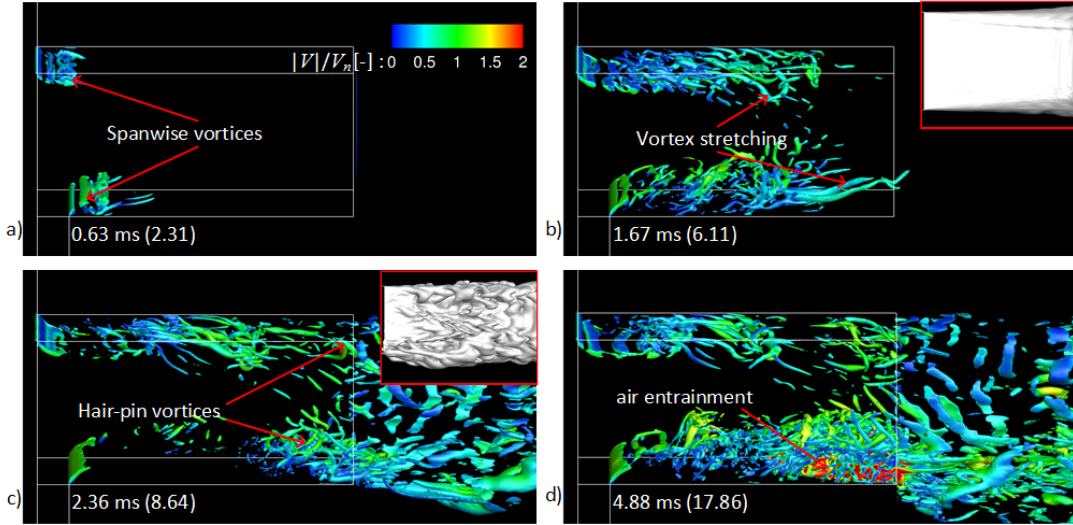 |V|/Vₙ[-] : 0 0.5 1 1.5 2
Spanwise vortices
a)
0.63 ms (2.31)
Vortex stretching
b)
1.67 ms (6.11)
Hair-pin vortices
c)
2.36 ms (8.64)
air entrainment
d)
4.88 ms (17.86)